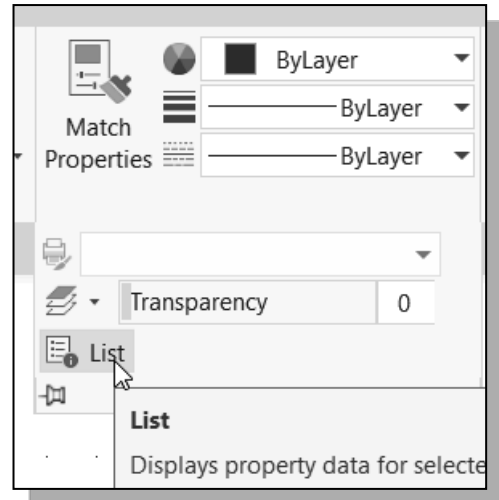 ByLayer
ByLayer
Match
Properties
ByLayer
Transparency 0
List
List
Displays property data for selecte